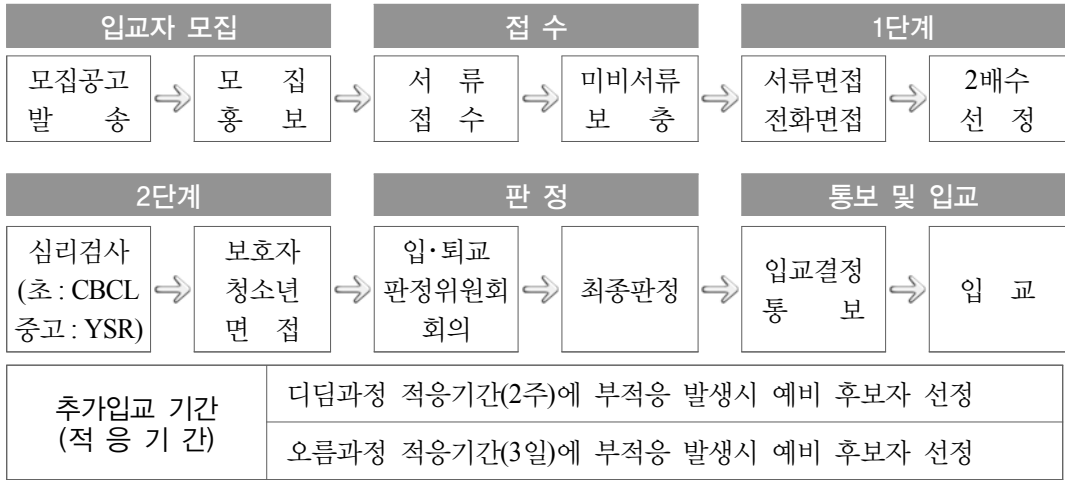 입교자 모집
접 수
1단계
모집공고
발 송
모 집
홍 보
서 류
접 수
미비서류
보 충
서류면접
전화면접
2배수
선 정
2단계
판 정
통보 및 입교
심리검사
(초 : CBCL
중고 : YSR)
보호자
청소년
면 접
입·퇴교
판정위원회
회의
최종판정
입교결정
통 보
입 교
추가입교 기간
(적 응 기 간)
디딤과정 적응기간(2주)에 부적응 발생시 예비 후보자 선정
오름과정 적응기간(3일)에 부적응 발생시 예비 후보자 선정